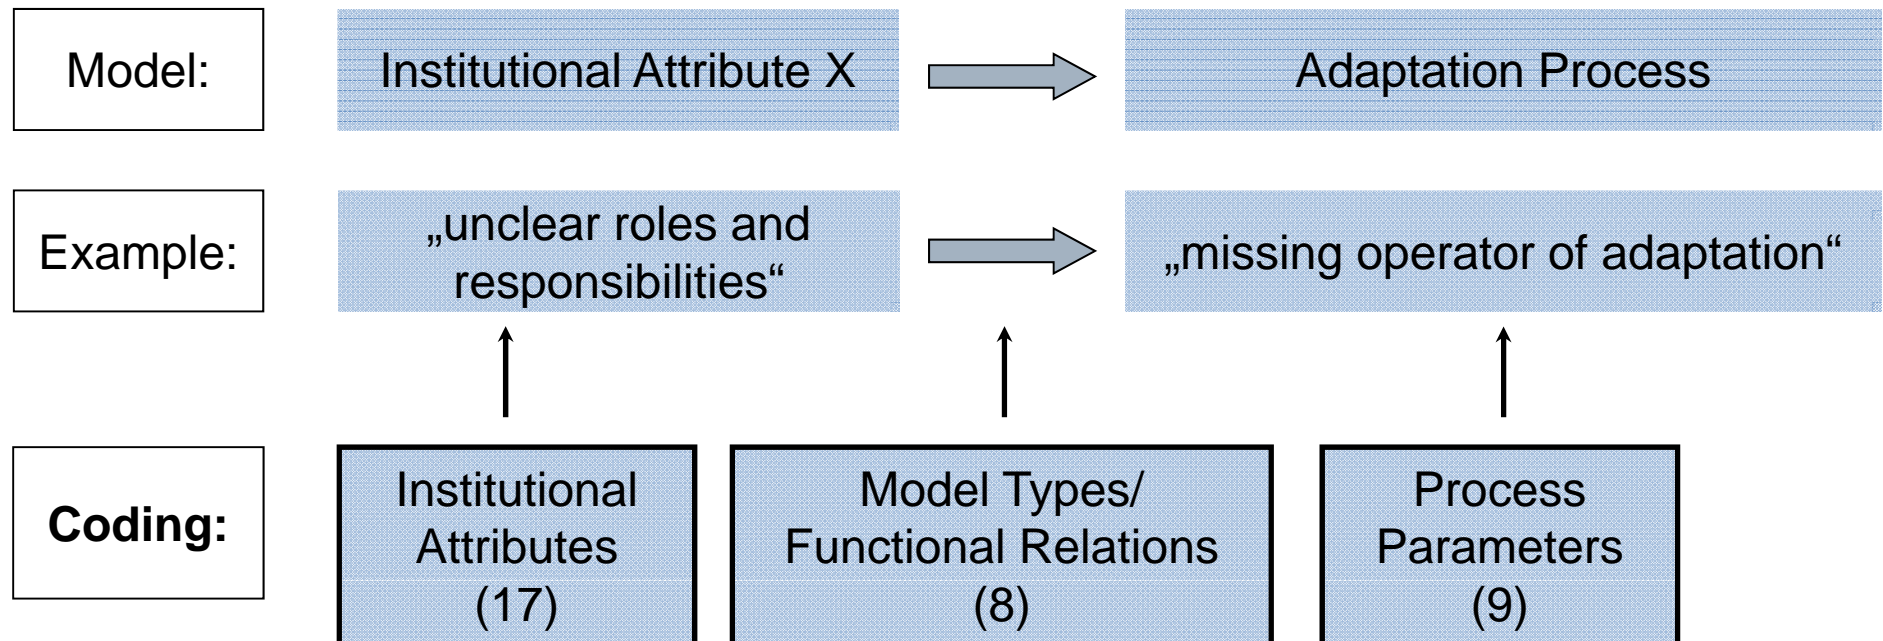 Model:
Institutional Attribute X
Adaptation Process
Example:
„unclear roles and
responsibilities“
„missing operator of adaptation“
Coding:
Institutional
Attributes
(17)
Model Types/
Functional Relations
(8)
Process
Parameters
(9)